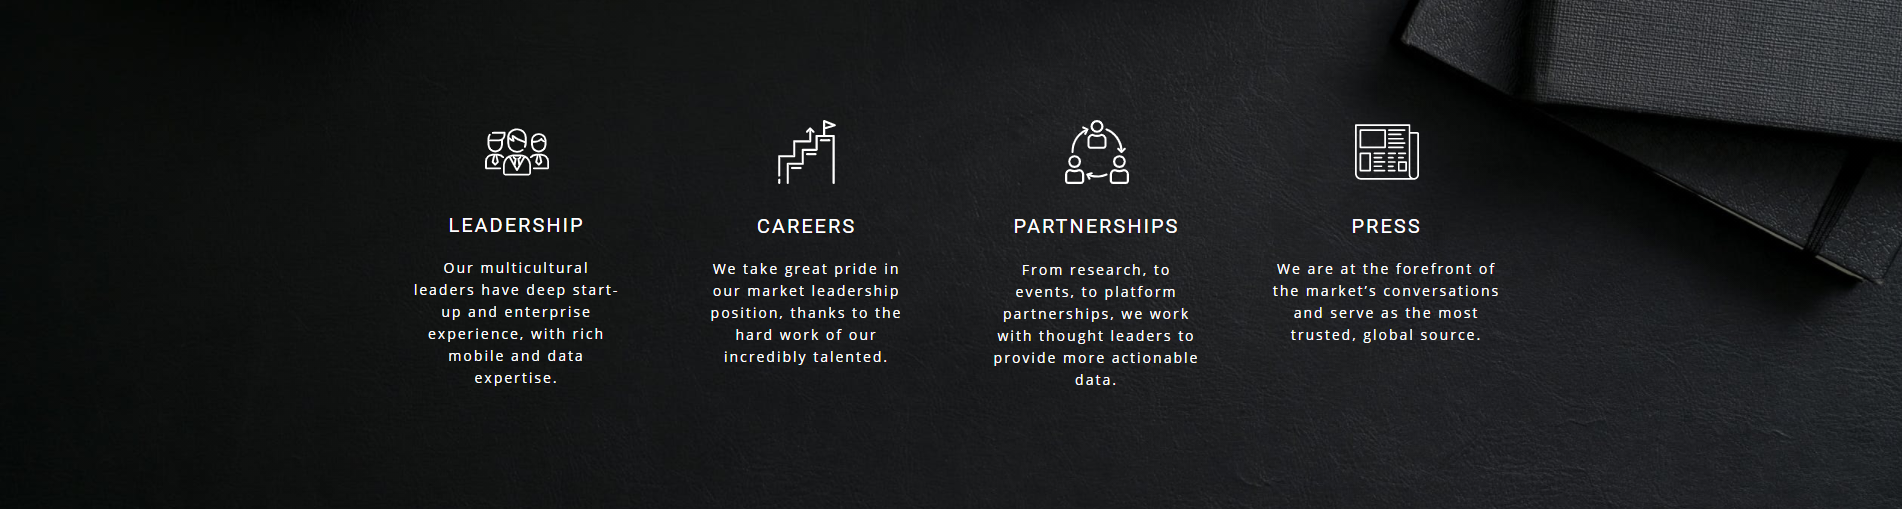 LEADERSHIP
Our multicultural
leaders have deep start-
up and enterprise
experience, with rich
mobile and data
expertise.
CAREERS
We take great pride in
our market leadership
position, thanks to the
hard work of our
incredibly talented.
PARTNERSHIPS
From research, to
events, to platform
partnerships, we work
with thought leaders to
provide more actionable
data.
PRESS
We are at the forefront of
the market’s conversations
and serve as the most
trusted, global source.